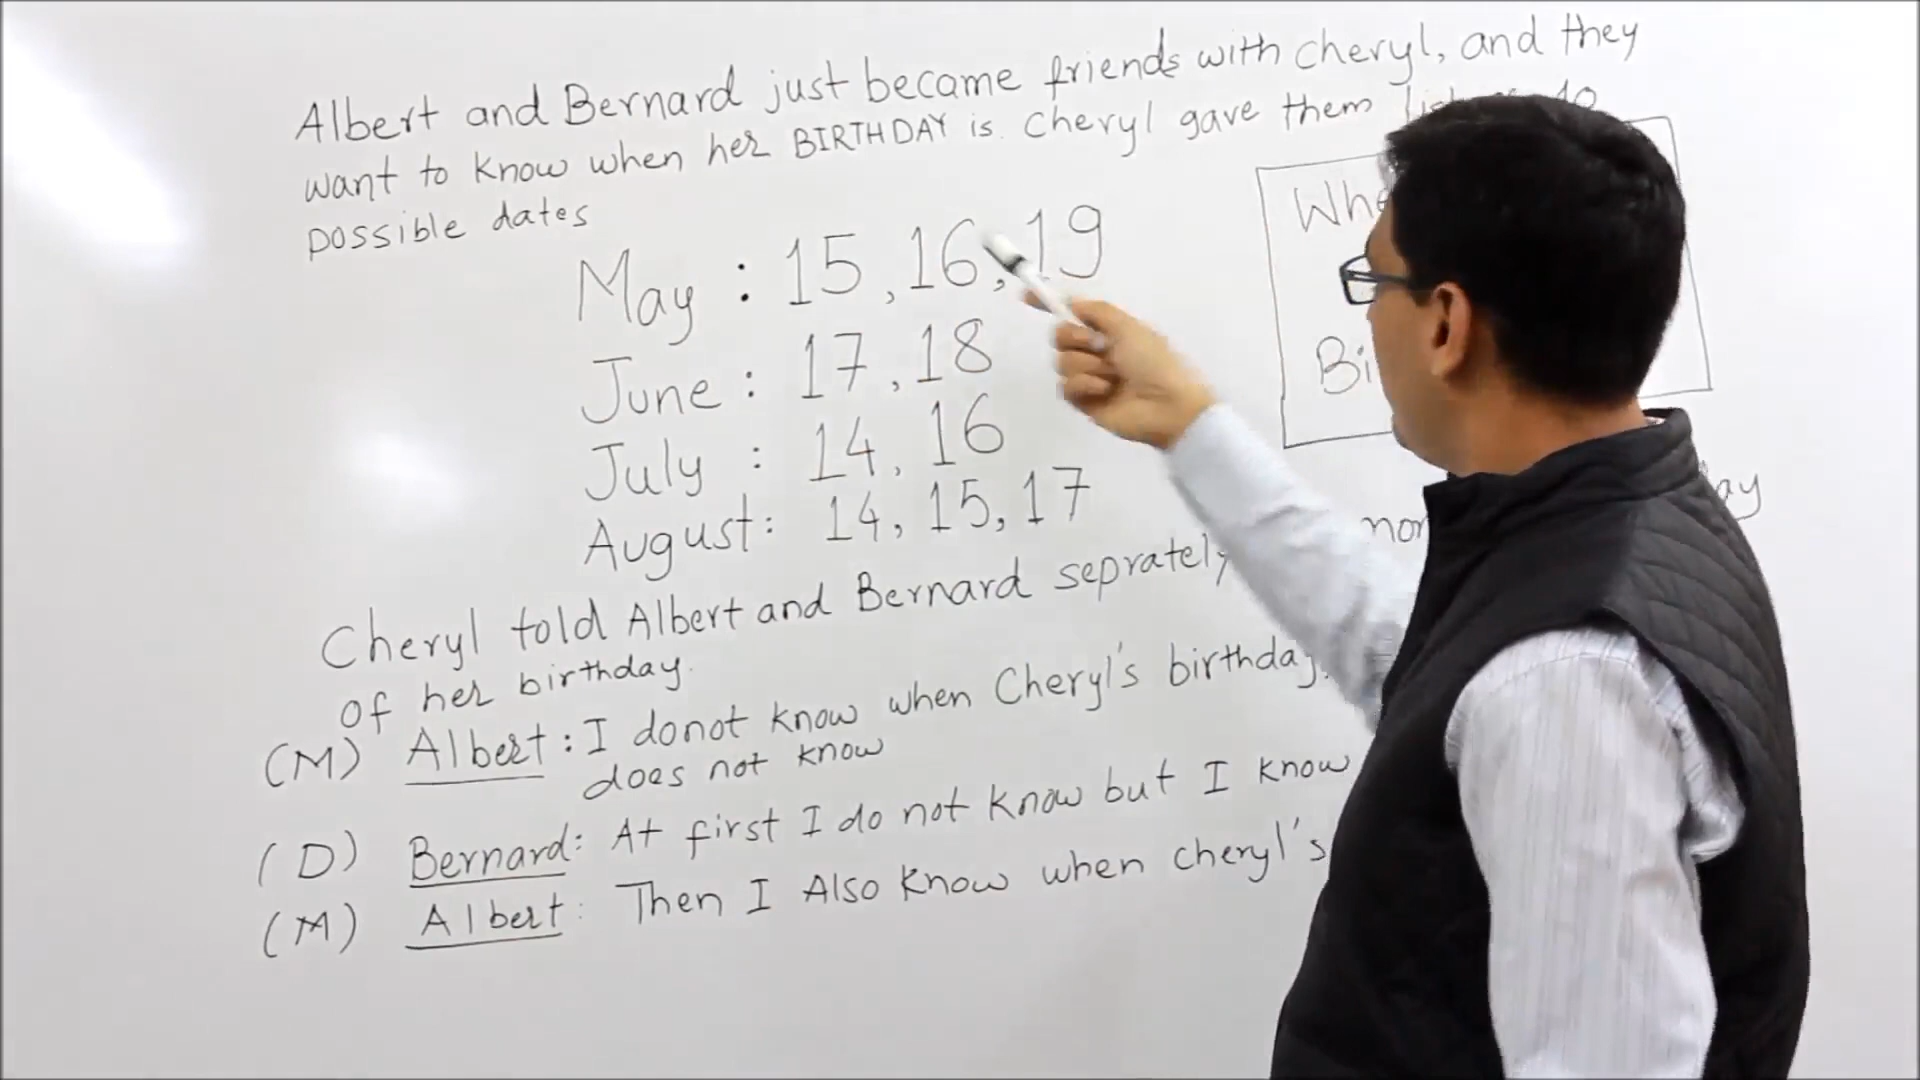 Albert and Bernard just became friends with cheryl, and they
want to know when her BIRTHDAY is. Cheryl gave them
possible dates
May : 15, 16, 19
June : 17, 18
July : 14, 16
August: 14, 15, 17
Cheryl told Albert and Bernard seprately
of her birthday.
(M) Albert : I donot know when Cheryl's birthday
does not know
(D) Bernard: At first I do not know but I know
(M) Albert: Then I Also know when cheryl's